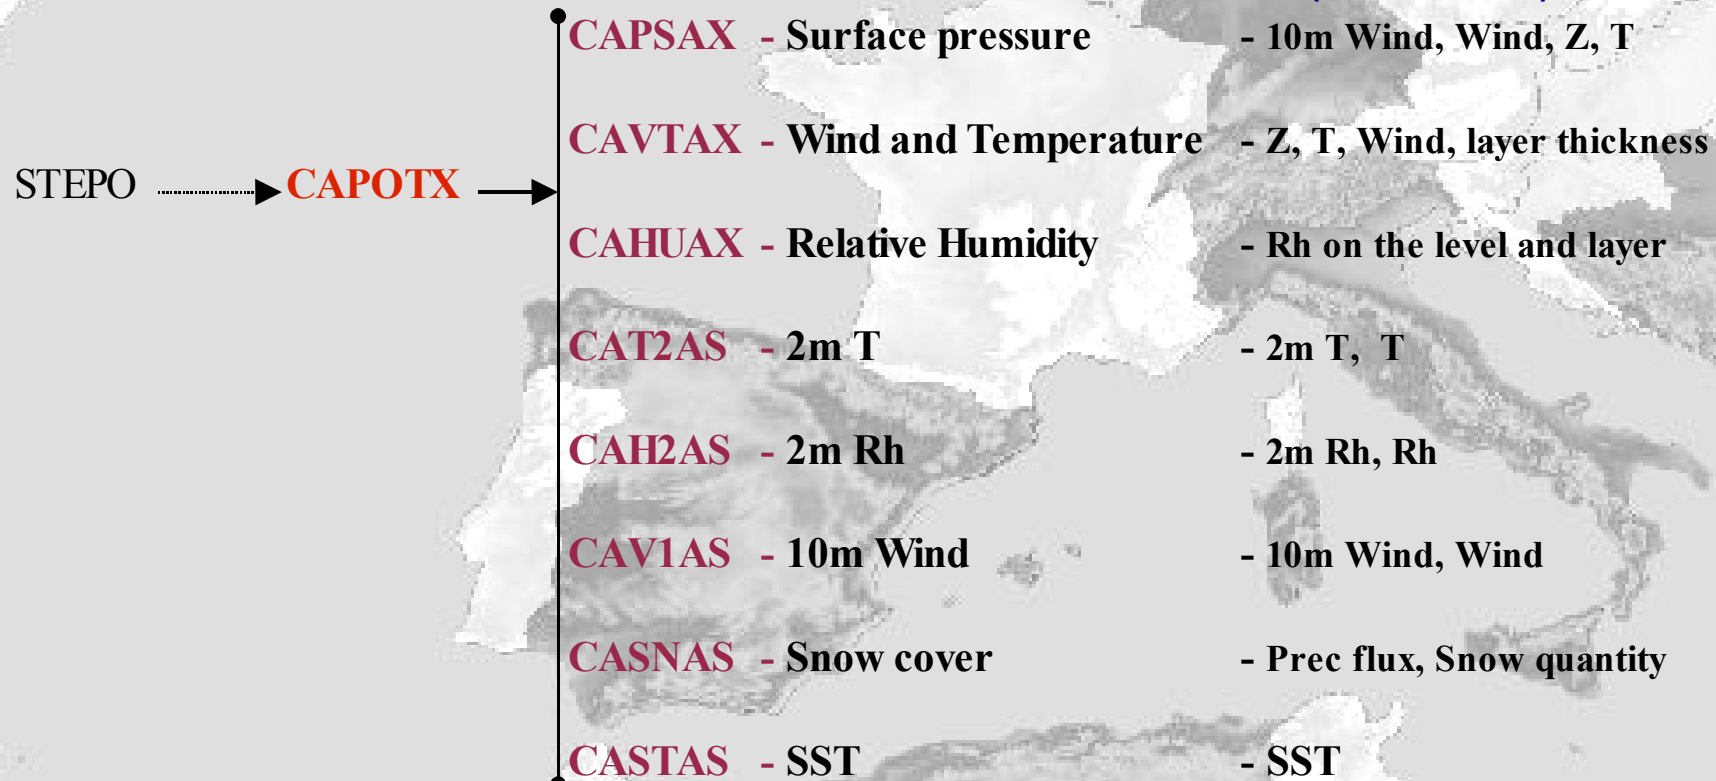 CAPSAX - Surface pressure - 10m Wind, Wind, Z, T
CAVTAX - Wind and Temperature - Z, T, Wind, layer thickness
STEPO CAPOTX
CAHUAX - Relative Humidity - Rh on the level and layer
CAT2AS - 2m T - 2m T, T
CAH2AS - 2m Rh - 2m Rh, Rh
CAV1AS - 10m Wind - 10m Wind, Wind
CASNAS - Snow cover - Prec flux, Snow quantity
CASTAS - SST - SST